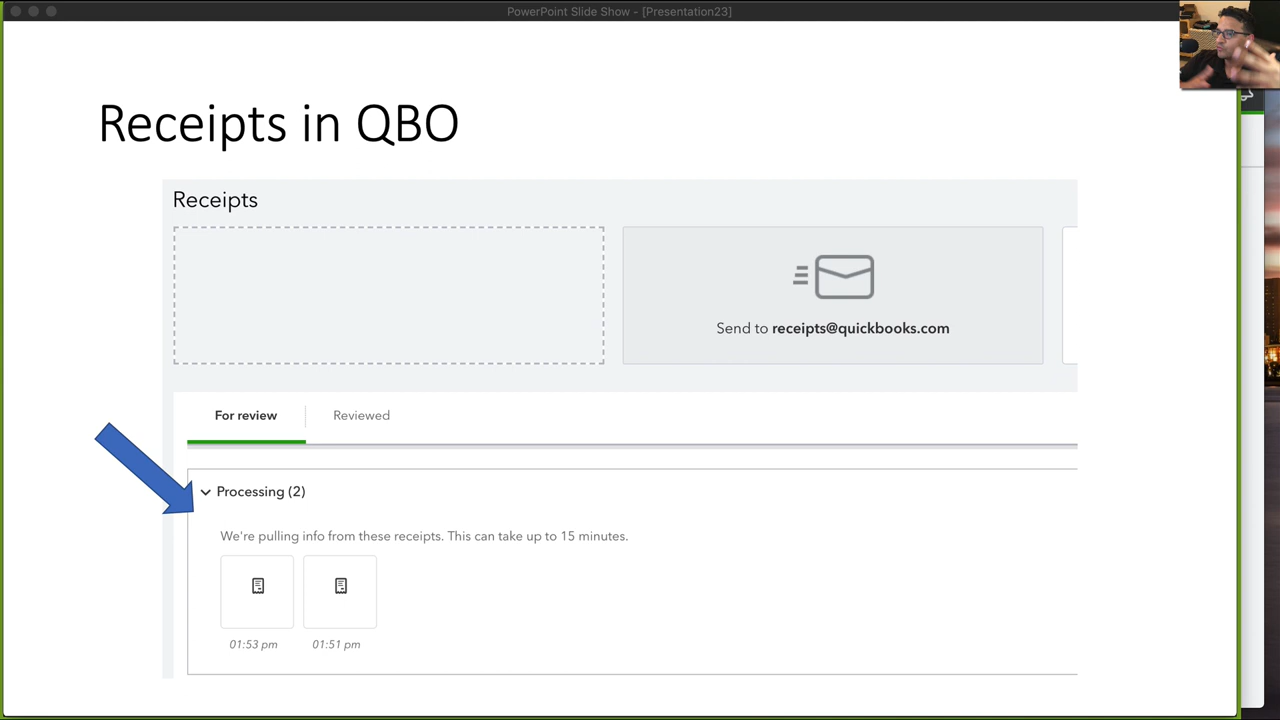 PowerPoint Slide Show - [Presentation23]
Receipts in QBO
Receipts
Send to receipts@quickbooks.com
For review
Reviewed
Processing (2)
We're pulling info from these receipts. This can take up to 15 minutes.
01:53 pm
01:51 pm